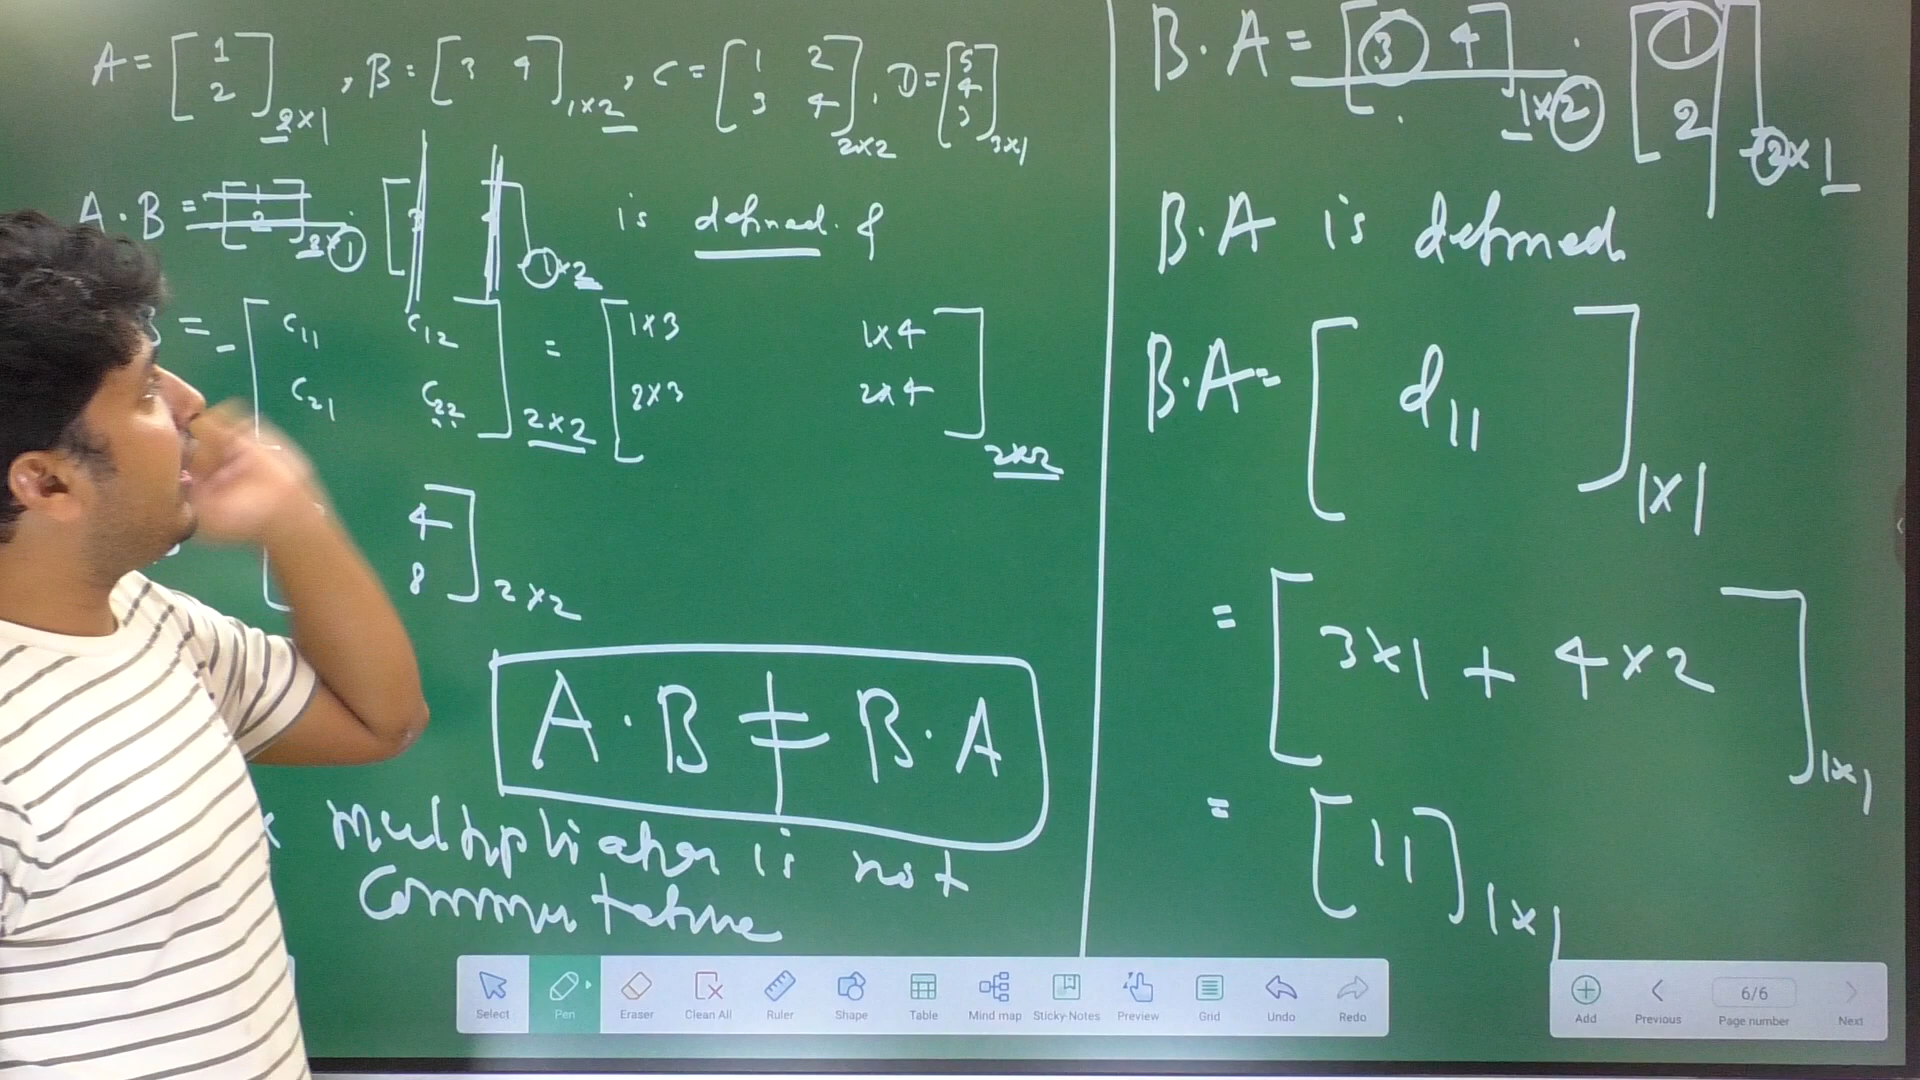 A = [ 1 2 ] 2×1 , B = [ 3 4 ] 1×2 , C = [ 1 2 3 4 ] 2×2 , D = [ 5 4 3 ] 3×1
A · B = [ 1 2 ] 2×1 · [ 3 4 ] 1×2 is defined &
= [ c11 c12 c21 c22 ] 2×2 = [ 1×3 1×4 2×3 2×4 ] 2×2
4
8 ] 2×2
A · B ≠ B · A
multiplication is not
Commutative
B · A = [ 3 4 ] 1×2 · [ 1 2 ] 2×1
B · A is defined
B · A = [ d11 ] 1×1
= [ 3×1 + 4×2 ] 1×1
= [ 11 ] 1×1
Select Pen Eraser Clean All Ruler Shape Table Mind map Sticky-Notes Preview Grid Undo Redo
6/6
Add Previous Page number Next